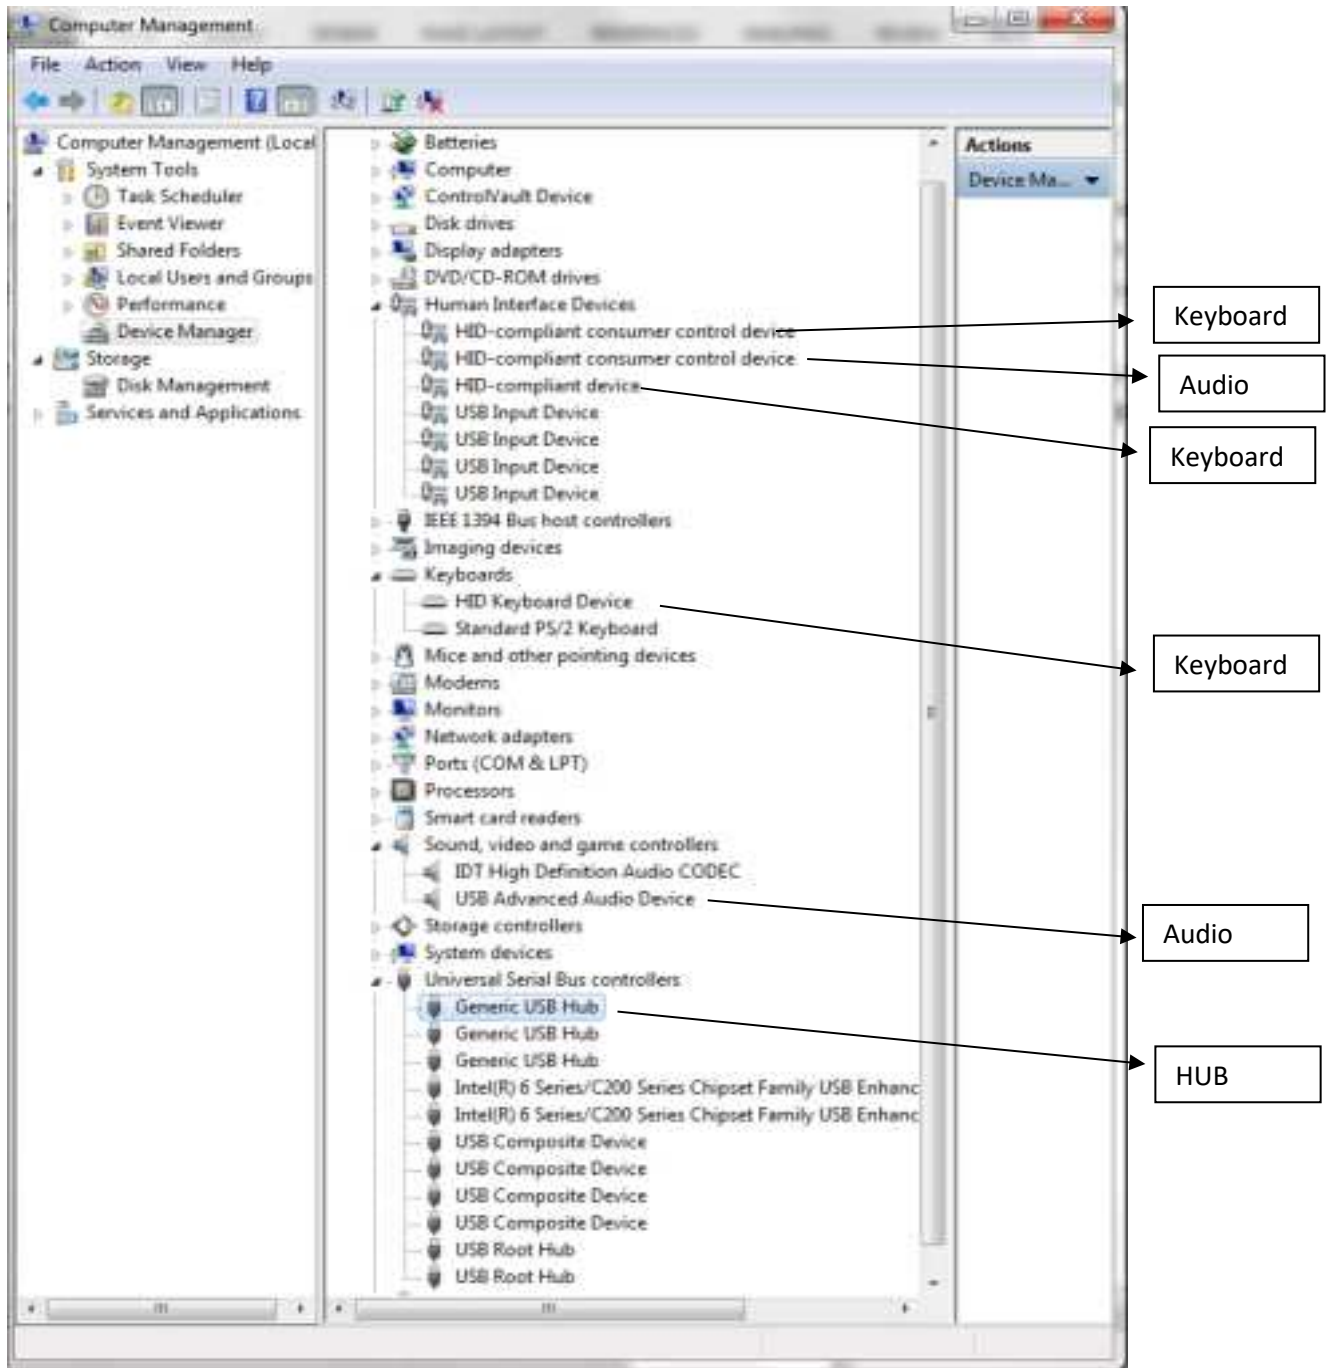 Computer Management
File Action View Help
Computer Management (Local
System Tools
Task Scheduler
Event Viewer
Shared Folders
Local Users and Groups
Performance
Device Manager
Storage
Disk Management
Services and Applications
Batteries
Computer
ControlVault Device
Disk drives
Display adapters
DVD/CD-ROM drives
Human Interface Devices
HID-compliant consumer control device
HID-compliant consumer control device
HID-compliant device
USB Input Device
USB Input Device
USB Input Device
USB Input Device
IEEE 1394 Bus host controllers
Imaging devices
Keyboards
HID Keyboard Device
Standard PS/2 Keyboard
Mice and other pointing devices
Modems
Monitors
Network adapters
Ports (COM & LPT)
Processors
Smart card readers
Sound, video and game controllers
IDT High Definition Audio CODEC
USB Advanced Audio Device
Storage controllers
System devices
Universal Serial Bus controllers
Generic USB Hub
Generic USB Hub
Generic USB Hub
Intel(R) 6 Series/C200 Series Chipset Family USB Enhanc
Intel(R) 6 Series/C200 Series Chipset Family USB Enhanc
USB Composite Device
USB Composite Device
USB Composite Device
USB Composite Device
USB Root Hub
USB Root Hub
Actions
Device Ma...
Keyboard
Audio
Keyboard
Keyboard
Audio
HUB